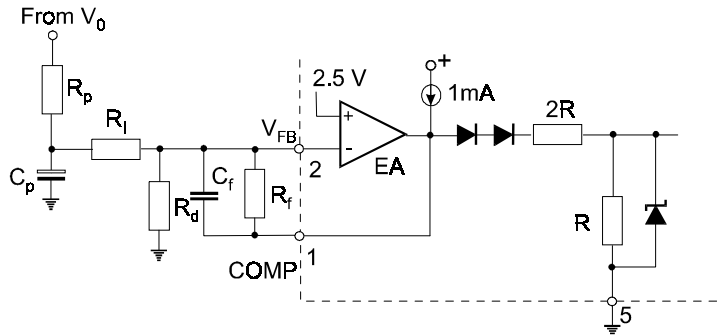 From V0
+
Rp
2.5 V
1mA
RI
VFB
+
2R
-
EA
2
Cp
Cf
Rf
Rd
R
COMP
1
5